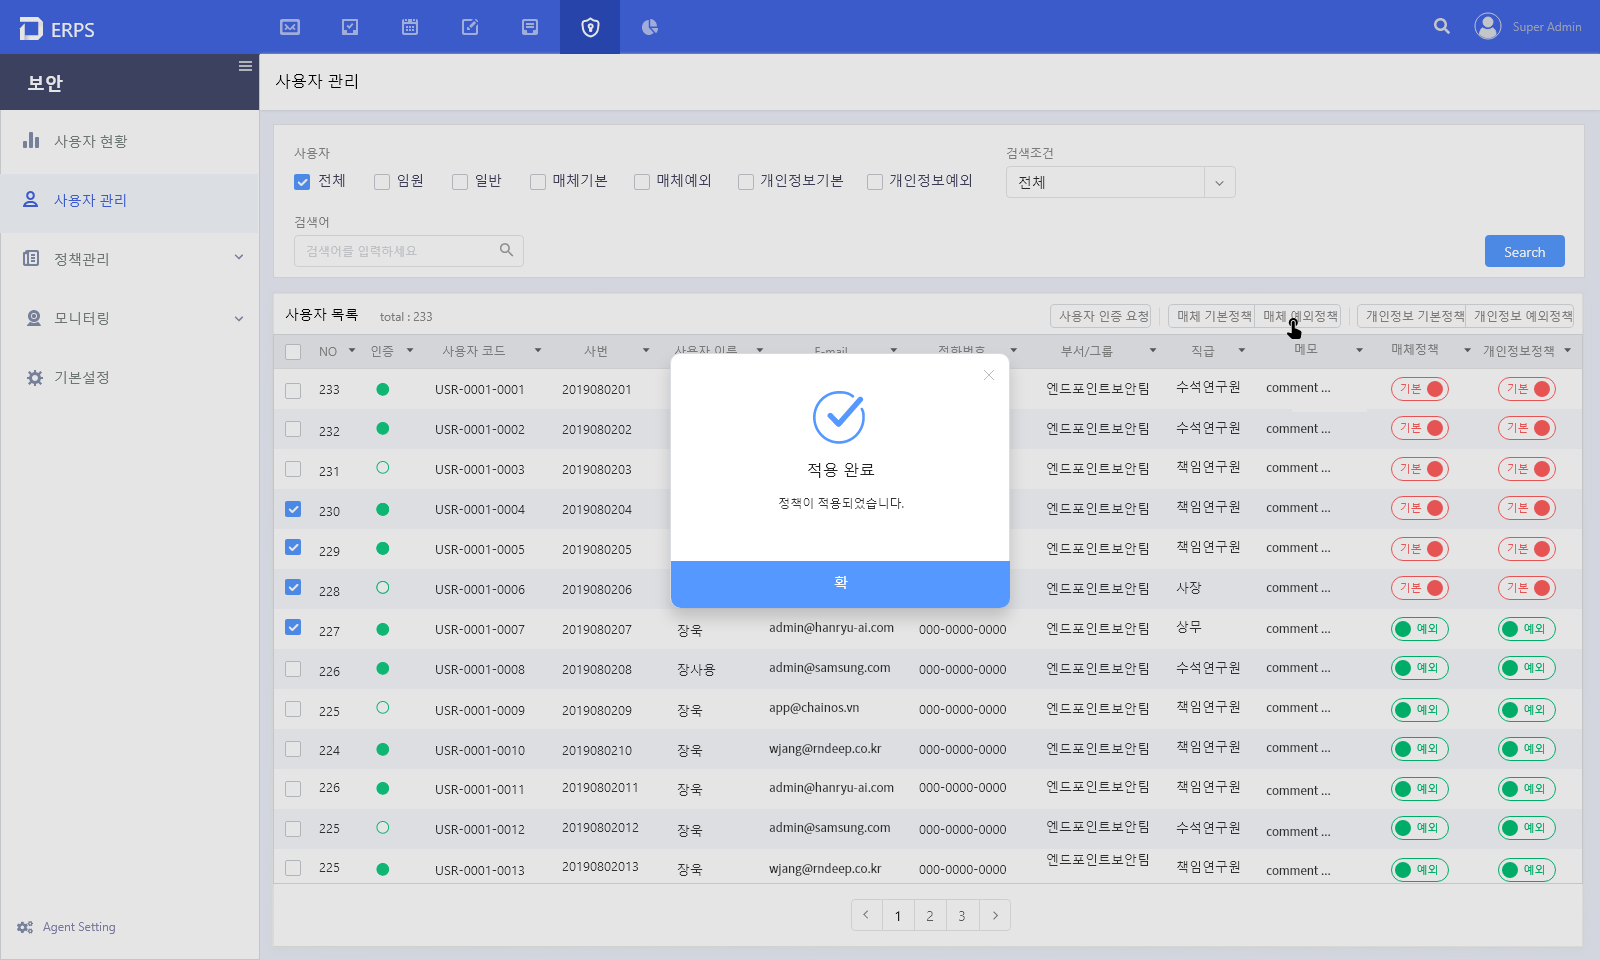 ERPS
Super Admin
보안
사용자 관리
사용자 현황
사용자 관리
정책관리
모니터링
기본설정
Agent Setting
사용자
전체 임원 일반 매체기본 매체예외 개인정보기본 개인정보예외
검색조건
전체
검색어
검색어를 입력하세요
Search
사용자 목록 total : 233
사용자 인증 요청 매체 기본정책 매체 예외정책 개인정보 기본정책 개인정보 예외정책
NO 인증 사용자 코드 사번 사용자 이름 E-mail 전화번호 부서/그룹 직급 메모 매체정책 개인정보정책
233 USR-0001-0001 2019080201 엔드포인트보안팀 수석연구원 comment ... 기본 기본
232 USR-0001-0002 2019080202 엔드포인트보안팀 수석연구원 comment ... 기본 기본
231 USR-0001-0003 2019080203 엔드포인트보안팀 책임연구원 comment ... 기본 기본
230 USR-0001-0004 2019080204 엔드포인트보안팀 책임연구원 comment ... 기본 기본
229 USR-0001-0005 2019080205 엔드포인트보안팀 책임연구원 comment ... 기본 기본
228 USR-0001-0006 2019080206 엔드포인트보안팀 사장 comment ... 기본 기본
227 USR-0001-0007 2019080207 장욱 admin@hanryu-ai.com 000-0000-0000 엔드포인트보안팀 상무 comment ... 예외 예외
226 USR-0001-0008 2019080208 장사용 admin@samsung.com 000-0000-0000 엔드포인트보안팀 수석연구원 comment ... 예외 예외
225 USR-0001-0009 2019080209 장욱 app@chainos.vn 000-0000-0000 엔드포인트보안팀 책임연구원 comment ... 예외 예외
224 USR-0001-0010 2019080210 장욱 wjang@rndeep.co.kr 000-0000-0000 엔드포인트보안팀 책임연구원 comment ... 예외 예외
226 USR-0001-0011 20190802011 장욱 admin@hanryu-ai.com 000-0000-0000 엔드포인트보안팀 책임연구원 comment ... 예외 예외
225 USR-0001-0012 20190802012 장욱 admin@samsung.com 000-0000-0000 엔드포인트보안팀 수석연구원 comment ... 예외 예외
225 USR-0001-0013 20190802013 장욱 wjang@rndeep.co.kr 000-0000-0000 엔드포인트보안팀 책임연구원 comment ... 예외 예외
적용 완료
정책이 적용되었습니다.
확
1 2 3